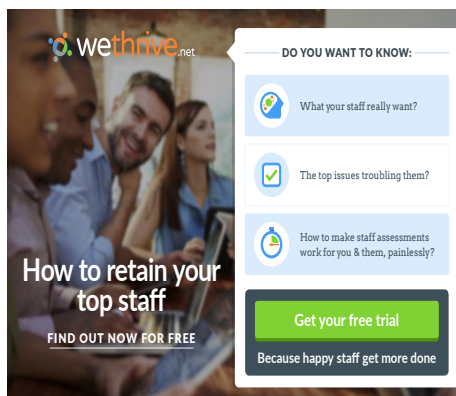 wethrive.net
How to retain your
top staff
FIND OUT NOW FOR FREE
DO YOU WANT TO KNOW:
What your staff really want?
The top issues troubling them?
How to make staff assessments
work for you & them, painlessly?
Get your free trial
Because happy staff get more done